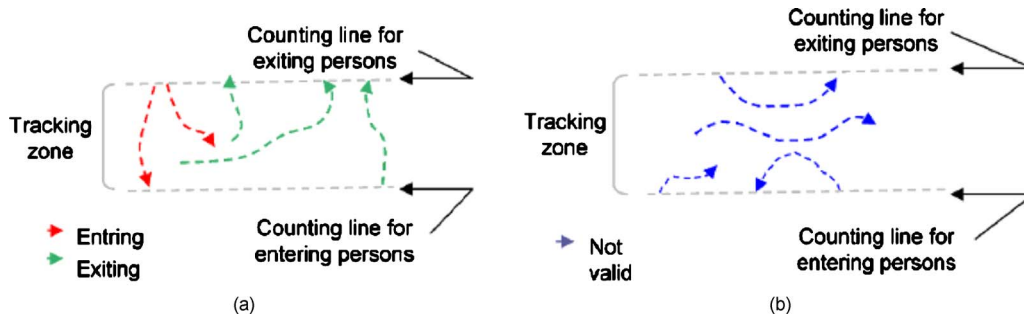 Counting line for
exiting persons
Tracking
zone
Counting line for
entering persons
Entring
Exiting
(a)
Counting line for
exiting persons
Tracking
zone
Counting line for
entering persons
Not
valid
(b)